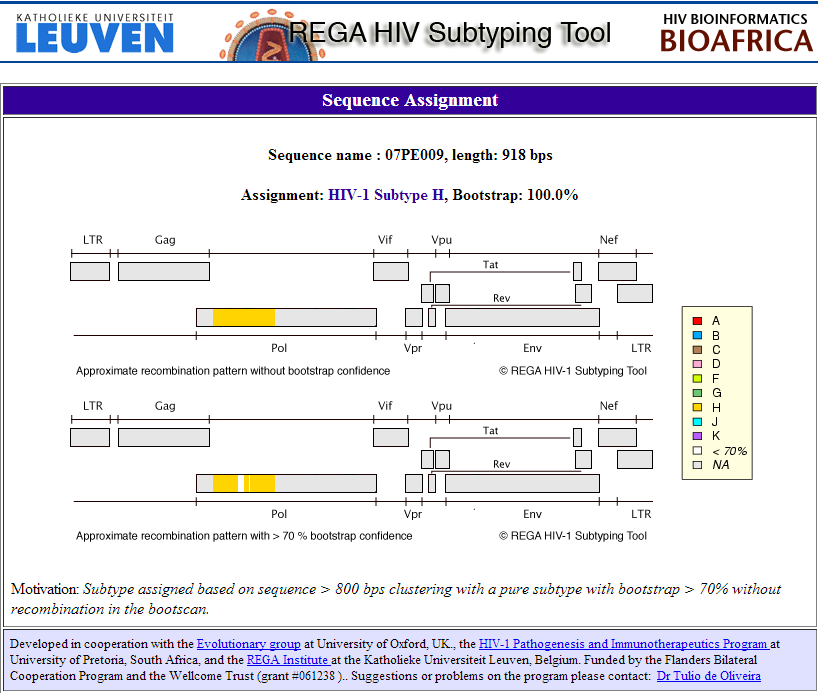 KATHOLIEKE UNIVERSITEIT
LEUVEN
REGA HIV Subtyping Tool
HIV BIOINFORMATICS
BIOAFRICA
Sequence Assignment
Sequence name : 07PE009, length: 918 bps
Assignment: HIV-1 Subtype H, Bootstrap: 100.0%
LTR Gag Vif Vpu Nef
Tat
Rev
Pol Vpr Env LTR
Approximate recombination pattern without bootstrap confidence © REGA HIV-1 Subtyping Tool
LTR Gag Vif Vpu Nef
Tat
Rev
Pol Vpr Env LTR
Approximate recombination pattern with > 70 % bootstrap confidence © REGA HIV-1 Subtyping Tool
A
B
C
D
F
G
H
J
K
< 70%
NA
Motivation: Subtype assigned based on sequence > 800 bps clustering with a pure subtype with bootstrap > 70% without
recombination in the bootscan.
Developed in cooperation with the Evolutionary group at University of Oxford, UK., the HIV-1 Pathogenesis and Immunotherapeutics Program at
University of Pretoria, South Africa, and the REGA Institute at the Katholieke Universiteit Leuven, Belgium. Funded by the Flanders Bilateral
Cooperation Program and the Wellcome Trust (grant #061238 ).. Suggestions or problems on the program please contact: Dr Tulio de Oliveira